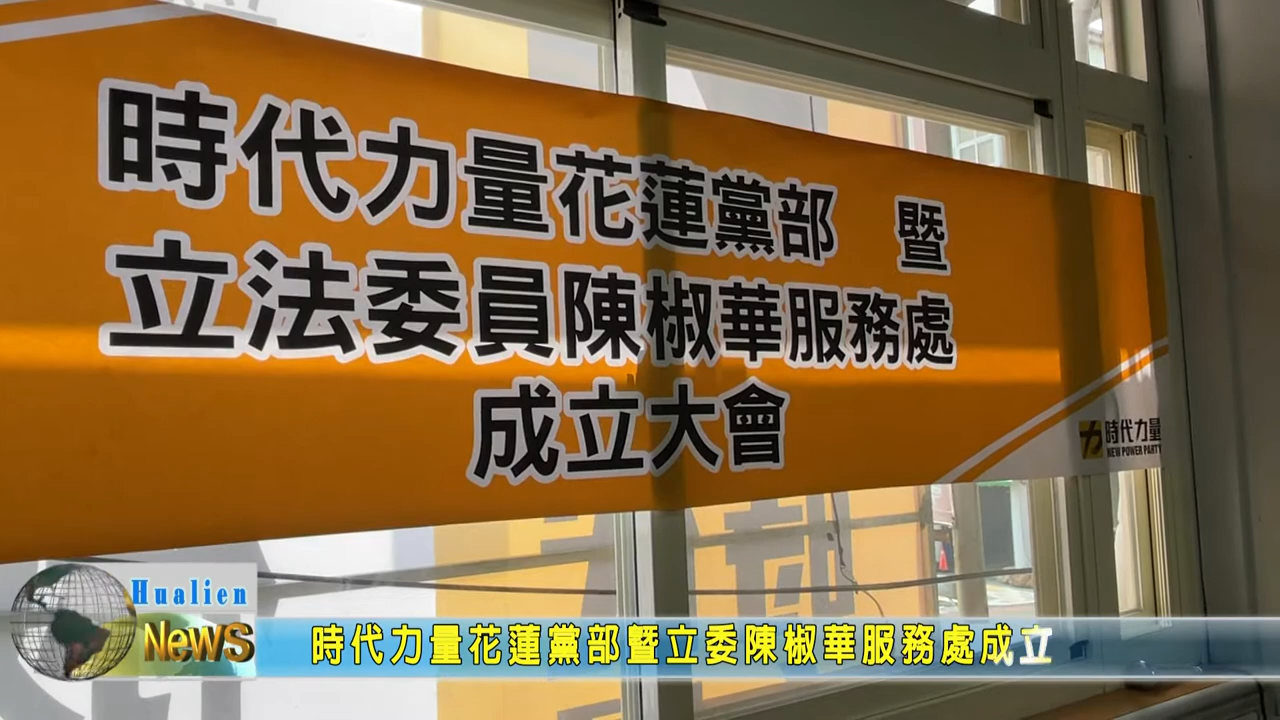 時代力量花蓮黨部 暨
立法委員陳椒華服務處
成立大會
時代力量
NEW POWER PARTY
Hualien
News
時代力量花蓮黨部暨立委陳椒華服務處成立